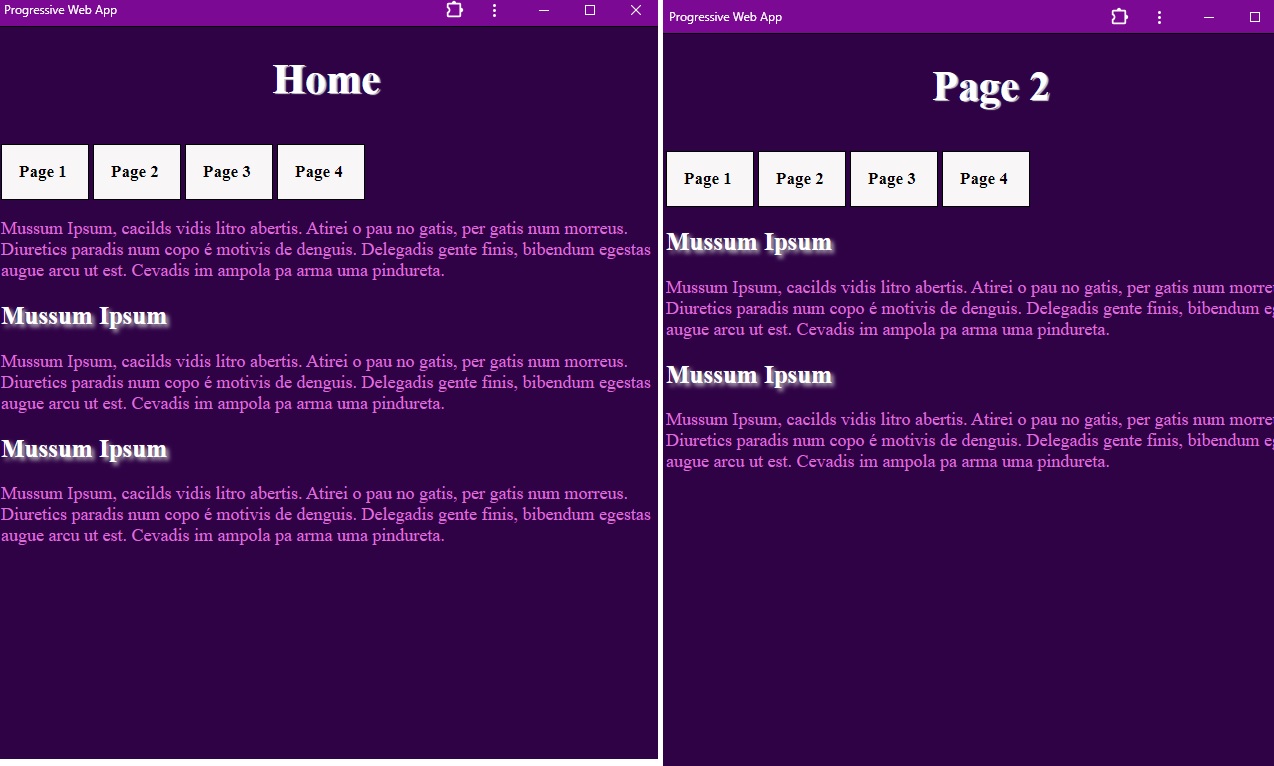 Progressive Web App
Home
Page 1 Page 2 Page 3 Page 4
Mussum Ipsum, cacilds vidis litro abertis. Atirei o pau no gatis, per gatis num morreus.
Diuretics paradis num copo é motivis de denguis. Delegadis gente finis, bibendum egestas
augue arcu ut est. Cevadis im ampola pa arma uma pindureta.
Mussum Ipsum
Mussum Ipsum, cacilds vidis litro abertis. Atirei o pau no gatis, per gatis num morreus.
Diuretics paradis num copo é motivis de denguis. Delegadis gente finis, bibendum egestas
augue arcu ut est. Cevadis im ampola pa arma uma pindureta.
Mussum Ipsum
Mussum Ipsum, cacilds vidis litro abertis. Atirei o pau no gatis, per gatis num morreus.
Diuretics paradis num copo é motivis de denguis. Delegadis gente finis, bibendum egestas
augue arcu ut est. Cevadis im ampola pa arma uma pindureta.
Progressive Web App
Page 2
Page 1 Page 2 Page 3 Page 4
Mussum Ipsum
Mussum Ipsum, cacilds vidis litro abertis. Atirei o pau no gatis, per gatis num
Diuretics paradis num copo é motivis de denguis. Delegadis gente finis, bibendum
augue arcu ut est. Cevadis im ampola pa arma uma pindureta.
Mussum Ipsum
Mussum Ipsum, cacilds vidis litro abertis. Atirei o pau no gatis, per gatis num
Diuretics paradis num copo é motivis de denguis. Delegadis gente finis, bibendum
augue arcu ut est. Cevadis im ampola pa arma uma pindureta.